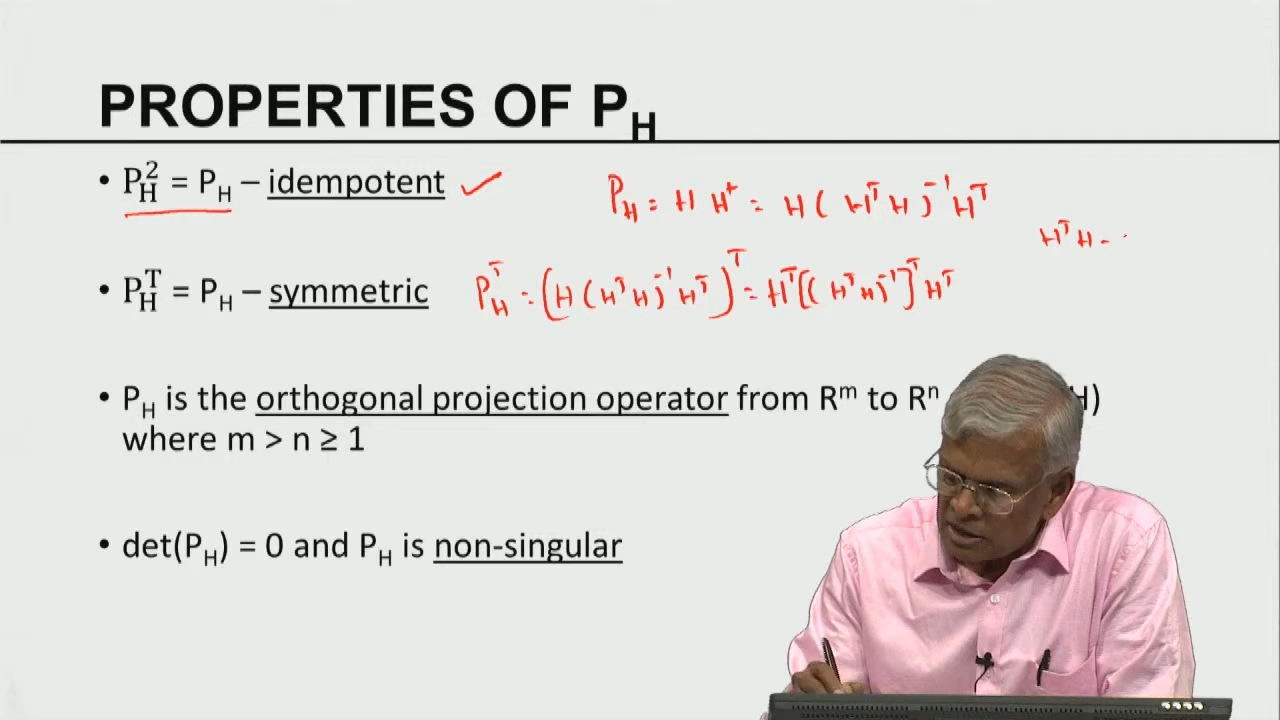 PROPERTIES OF P_H
• P_H^2 = P_H – idempotent ✓
P_H = H H^+ = H ( H^T H )^-1 H^T
H^T H =
• P_H^T = P_H – symmetric
P_H^T = ( H ( H^T H )^-1 H^T )^T = H^T [ ( H^T H )^-1 ]^T H^T
• P_H is the orthogonal projection operator from R^m to R^n H)
where m > n ≥ 1
• det(P_H) = 0 and P_H is non-singular